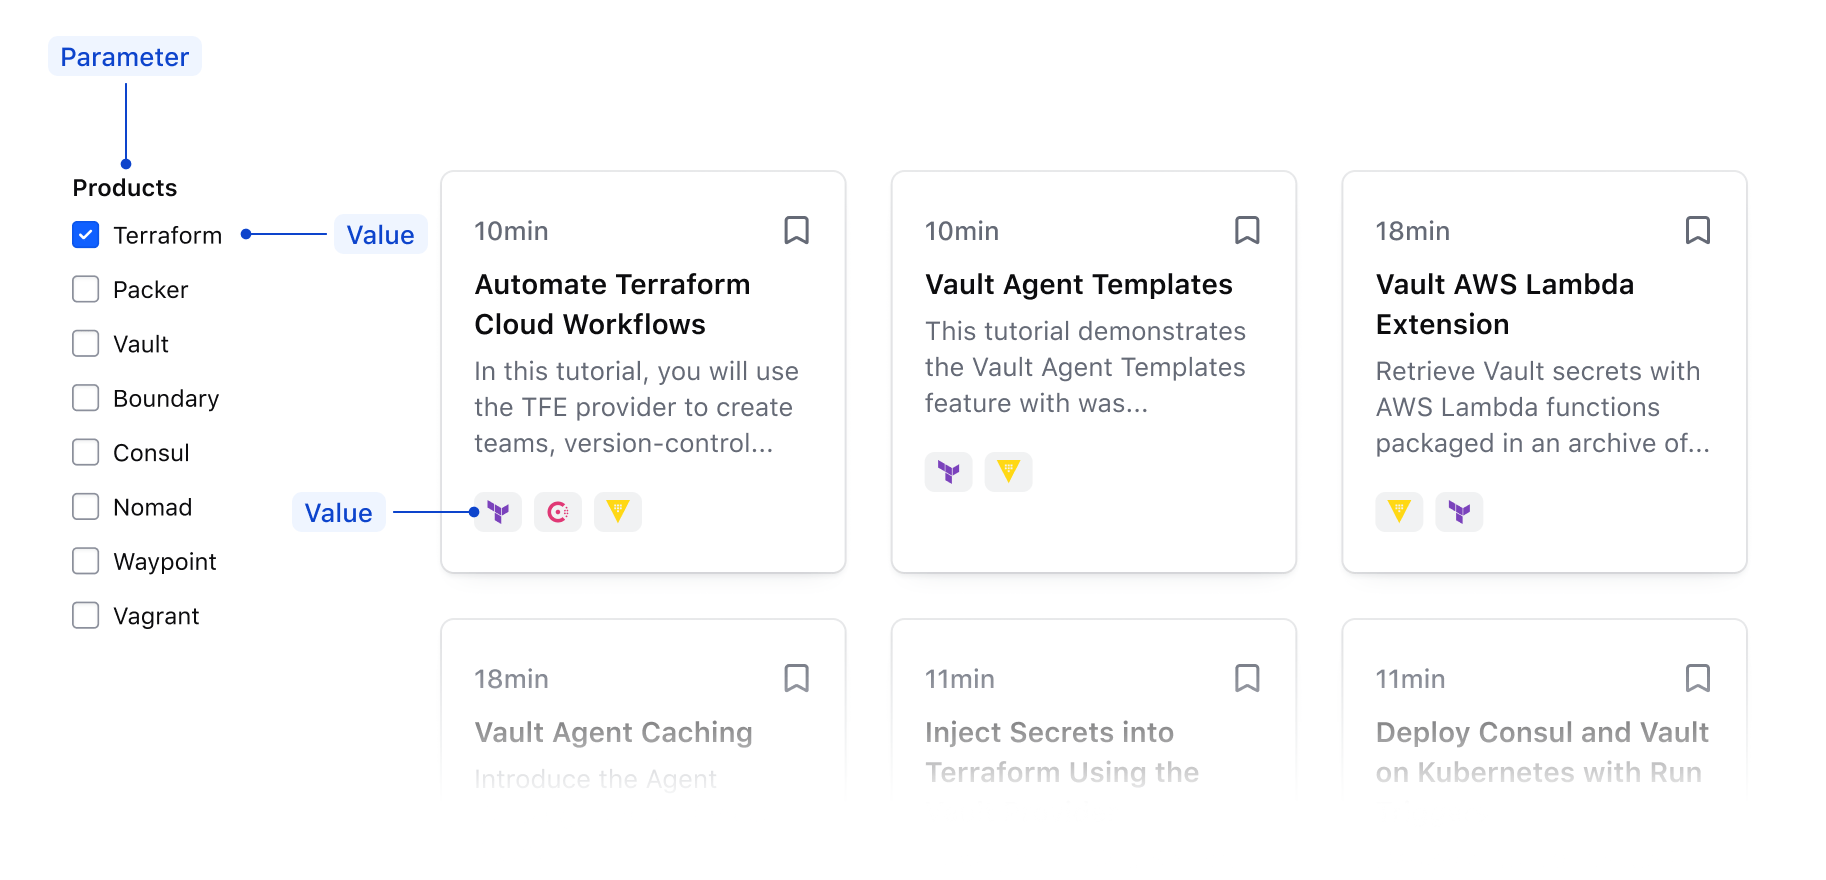 Parameter
Products
Terraform
Value
Packer
Vault
Boundary
Consul
Nomad
Waypoint
Vagrant
10min
Automate Terraform
Cloud Workflows
In this tutorial, you will use
the TFE provider to create
teams, version-control...
Value
10min
Vault Agent Templates
This tutorial demonstrates
the Vault Agent Templates
feature with was...
18min
Vault AWS Lambda
Extension
Retrieve Vault secrets with
AWS Lambda functions
packaged in an archive of...
18min
Vault Agent Caching
Introduce the Agent
11min
Inject Secrets into
Terraform Using the
11min
Deploy Consul and Vault
on Kubernetes with Run